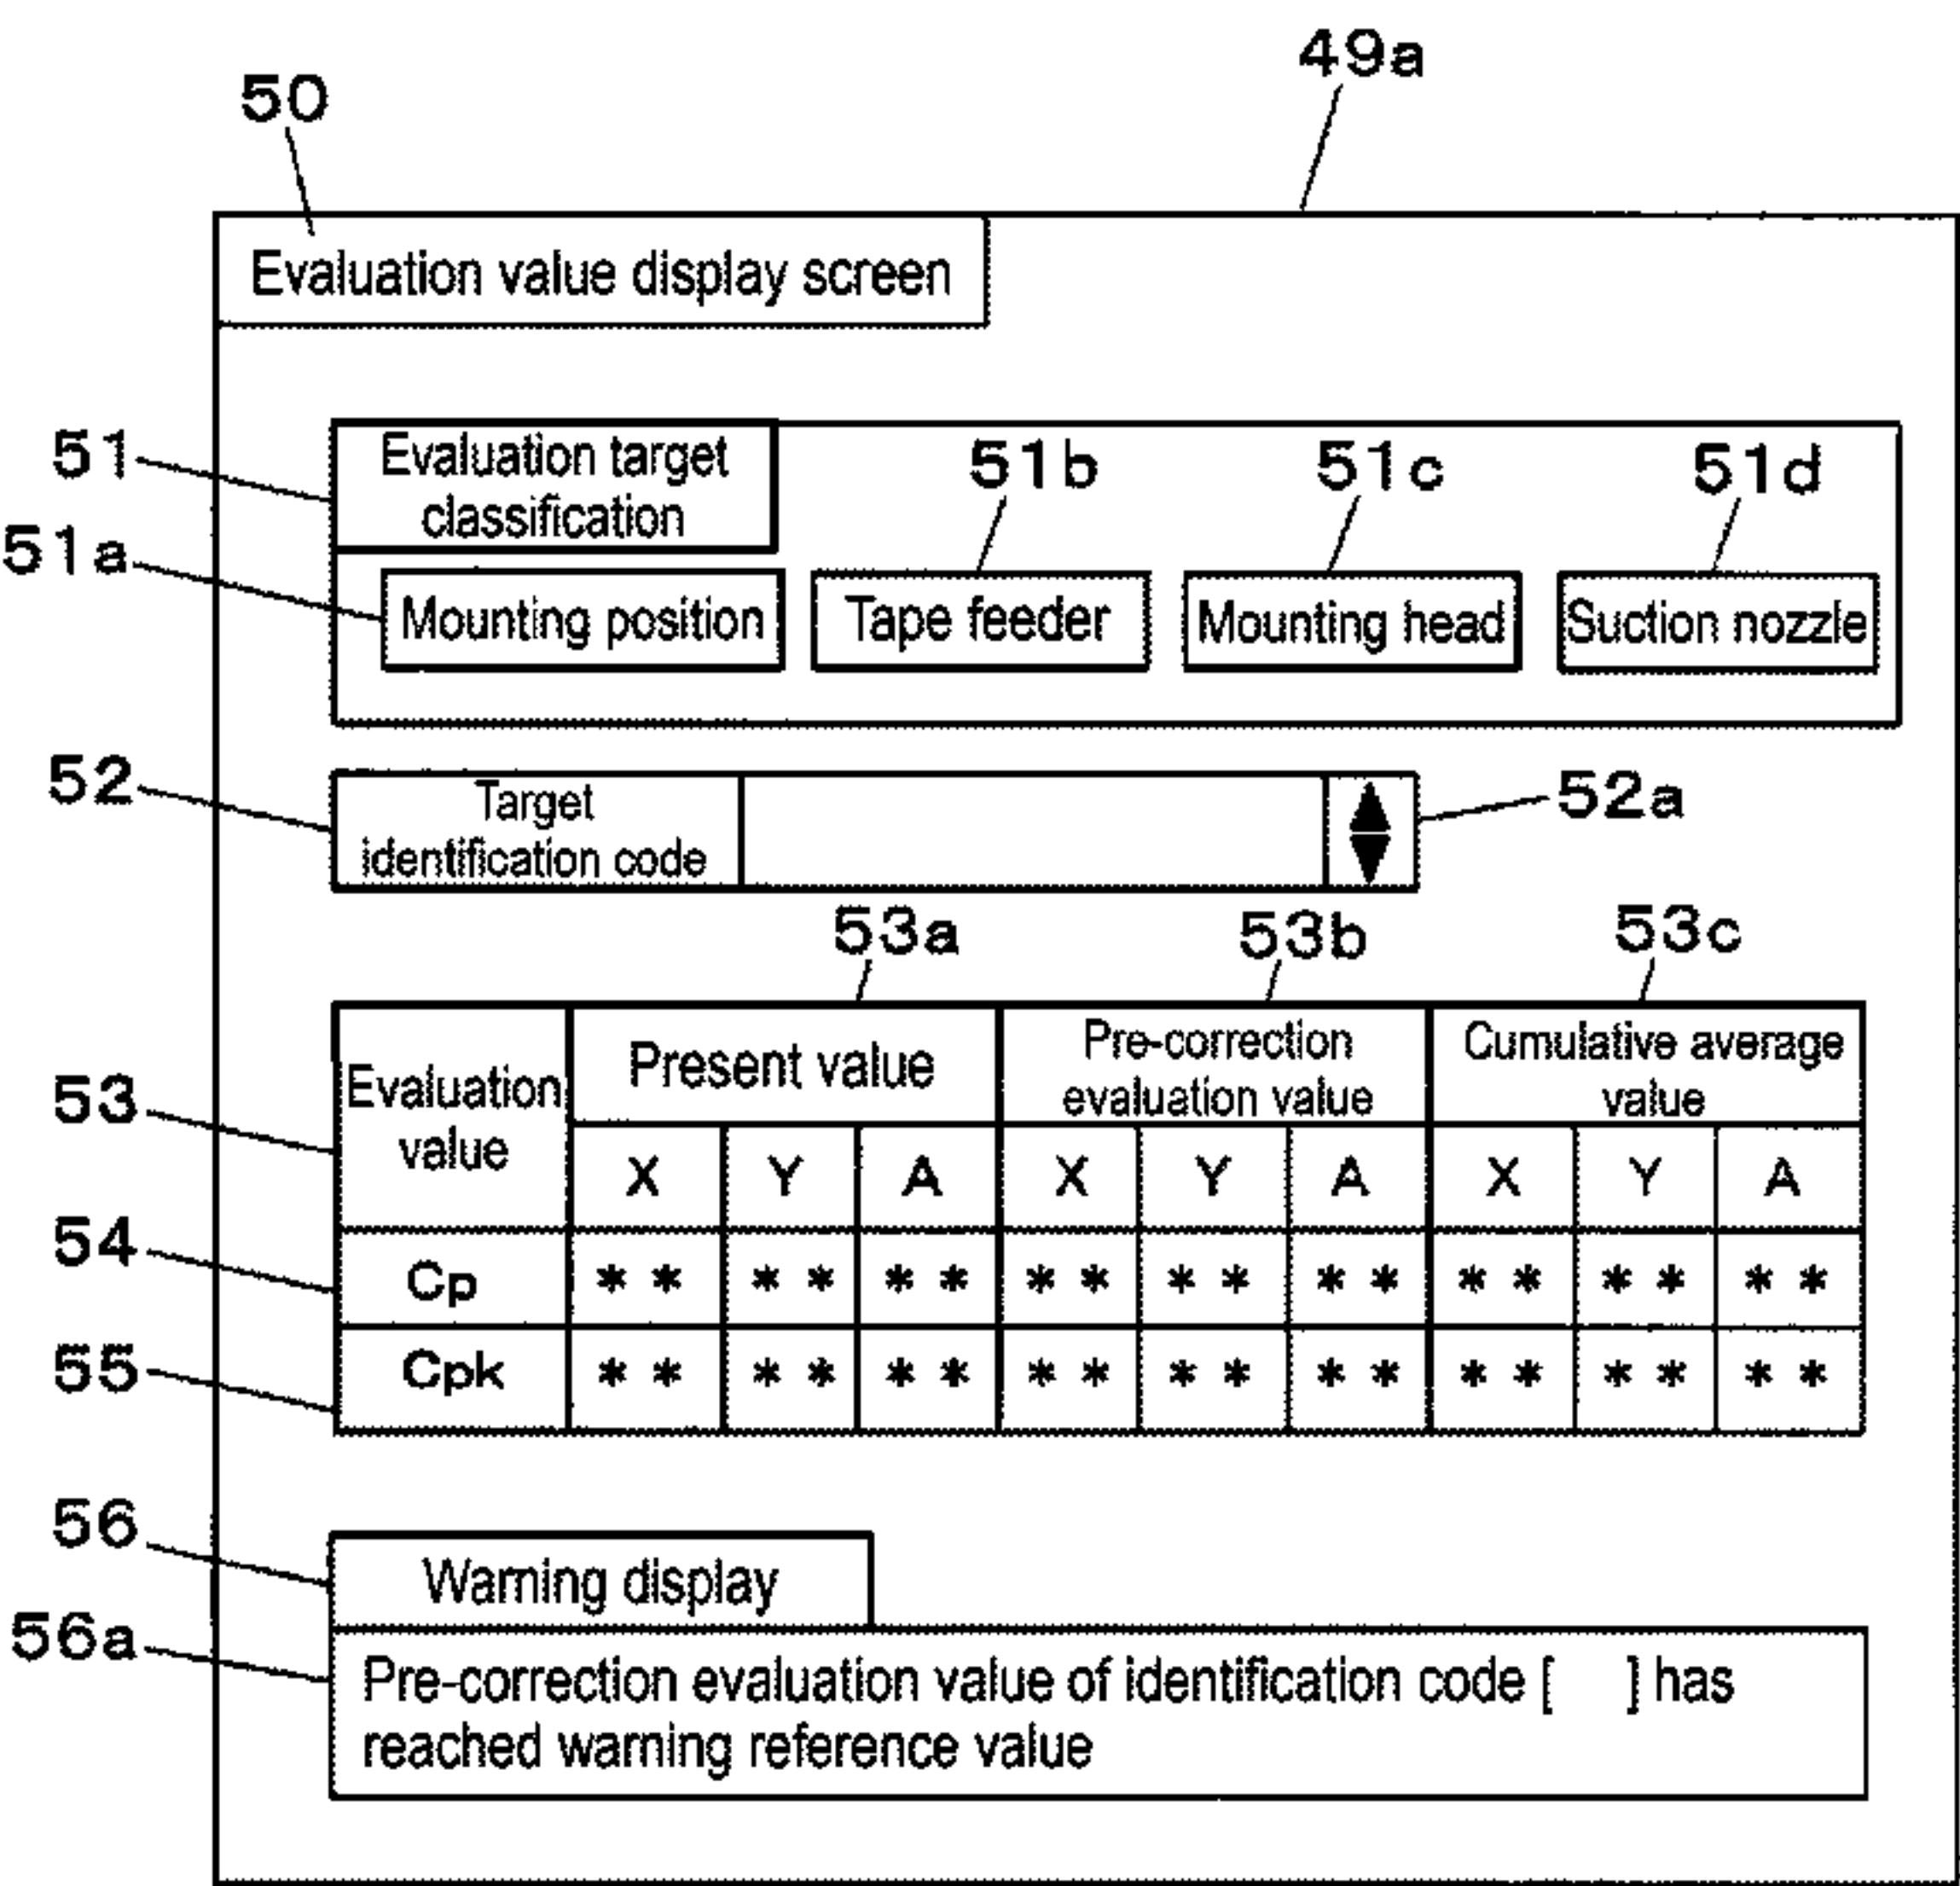 49a
50
Evaluation value display screen
51
Evaluation target
classification
51b
51c
51d
51a
Mounting position
Tape feeder
Mounting head
Suction nozzle
52
Target
identification code
52a
53a
53b
53c
53
Evaluation
value
Present value
Pre-correction
evaluation value
Cumulative average
value
X Y A X Y A X Y A
54
Cp ** ** ** ** ** ** ** ** **
55
Cpk ** ** ** ** ** ** ** ** **
56
Warning display
56a
Pre-correction evaluation value of identification code [ ] has
reached warning reference value